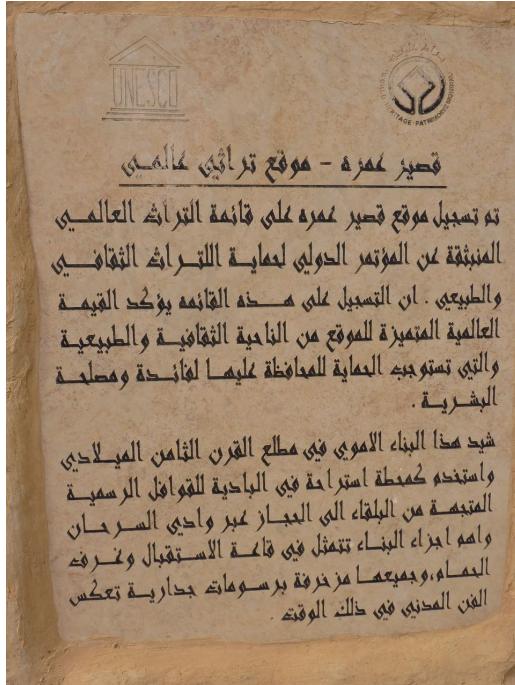 UNESCO
HERITAGE · PATRIMOINE
قصير عمره - موقع تراثي عالمي
تم تسجيل موقع قصير عمره على قائمة التراث العالمي
المنبثقة عن المؤتمر الدولي لحماية اللتراث الثقافي
والطبيعي . ان التسجيل على هذه القائمه يؤكد القيمة
العالمية المتميزة للموقع من الناحية الثقافية والطبيعية
والتي تستوجب الحماية للمحافظة عليها لفائدة ومصلحة
البشرية .
شيد هذا البناء الاموي في مطلع القرن الثامن الميلادي
واستخدم كمحطة استراحة في البادية للقوافل الرسمية
المتجهة من البلقاء الى الحجاز عبر وادي السرحان
واهم اجزاء البناء تتمثل في قاعة الاستقبال وغرف
الحمام،وجميعها مزخرفة برسومات جدارية تعكس
الفن المدني في ذلك الوقت .